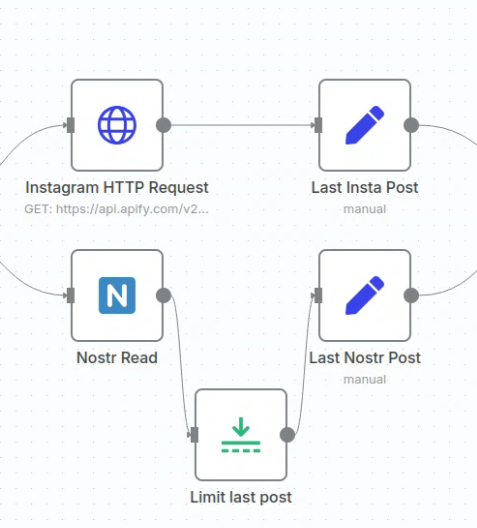 Instagram HTTP Request
GET: https://api.apify.com/v2...
Last Insta Post
manual
N
Nostr Read
Last Nostr Post
manual
Limit last post